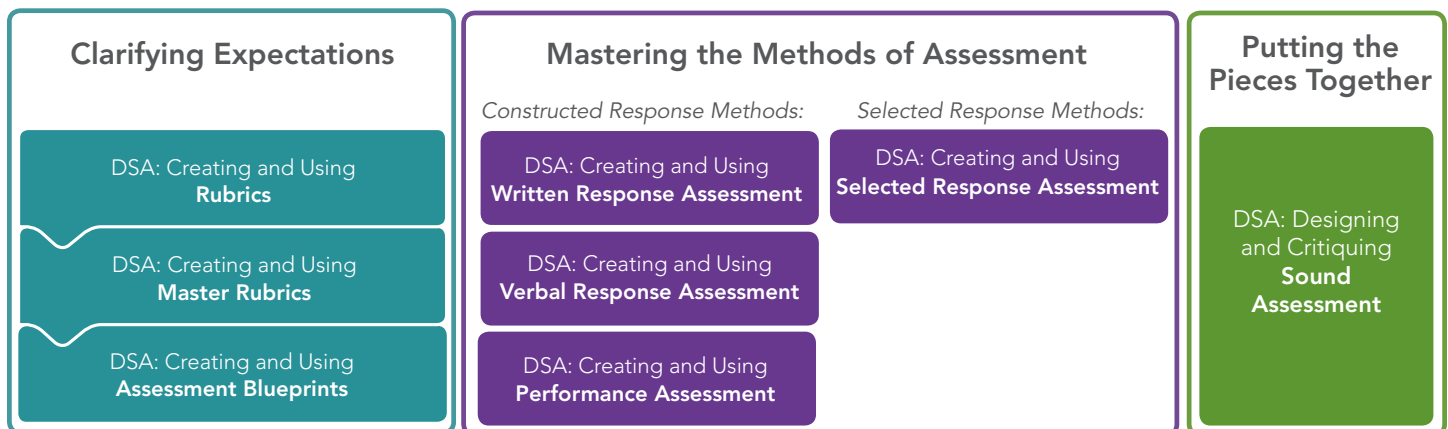 Clarifying Expectations
DSA: Creating and Using
Rubrics
DSA: Creating and Using
Master Rubrics
DSA: Creating and Using
Assessment Blueprints
Mastering the Methods of Assessment
Constructed Response Methods:
DSA: Creating and Using
Written Response Assessment
DSA: Creating and Using
Verbal Response Assessment
DSA: Creating and Using
Performance Assessment
Selected Response Methods:
DSA: Creating and Using
Selected Response Assessment
Putting the
Pieces Together
DSA: Designing
and Critiquing
Sound
Assessment